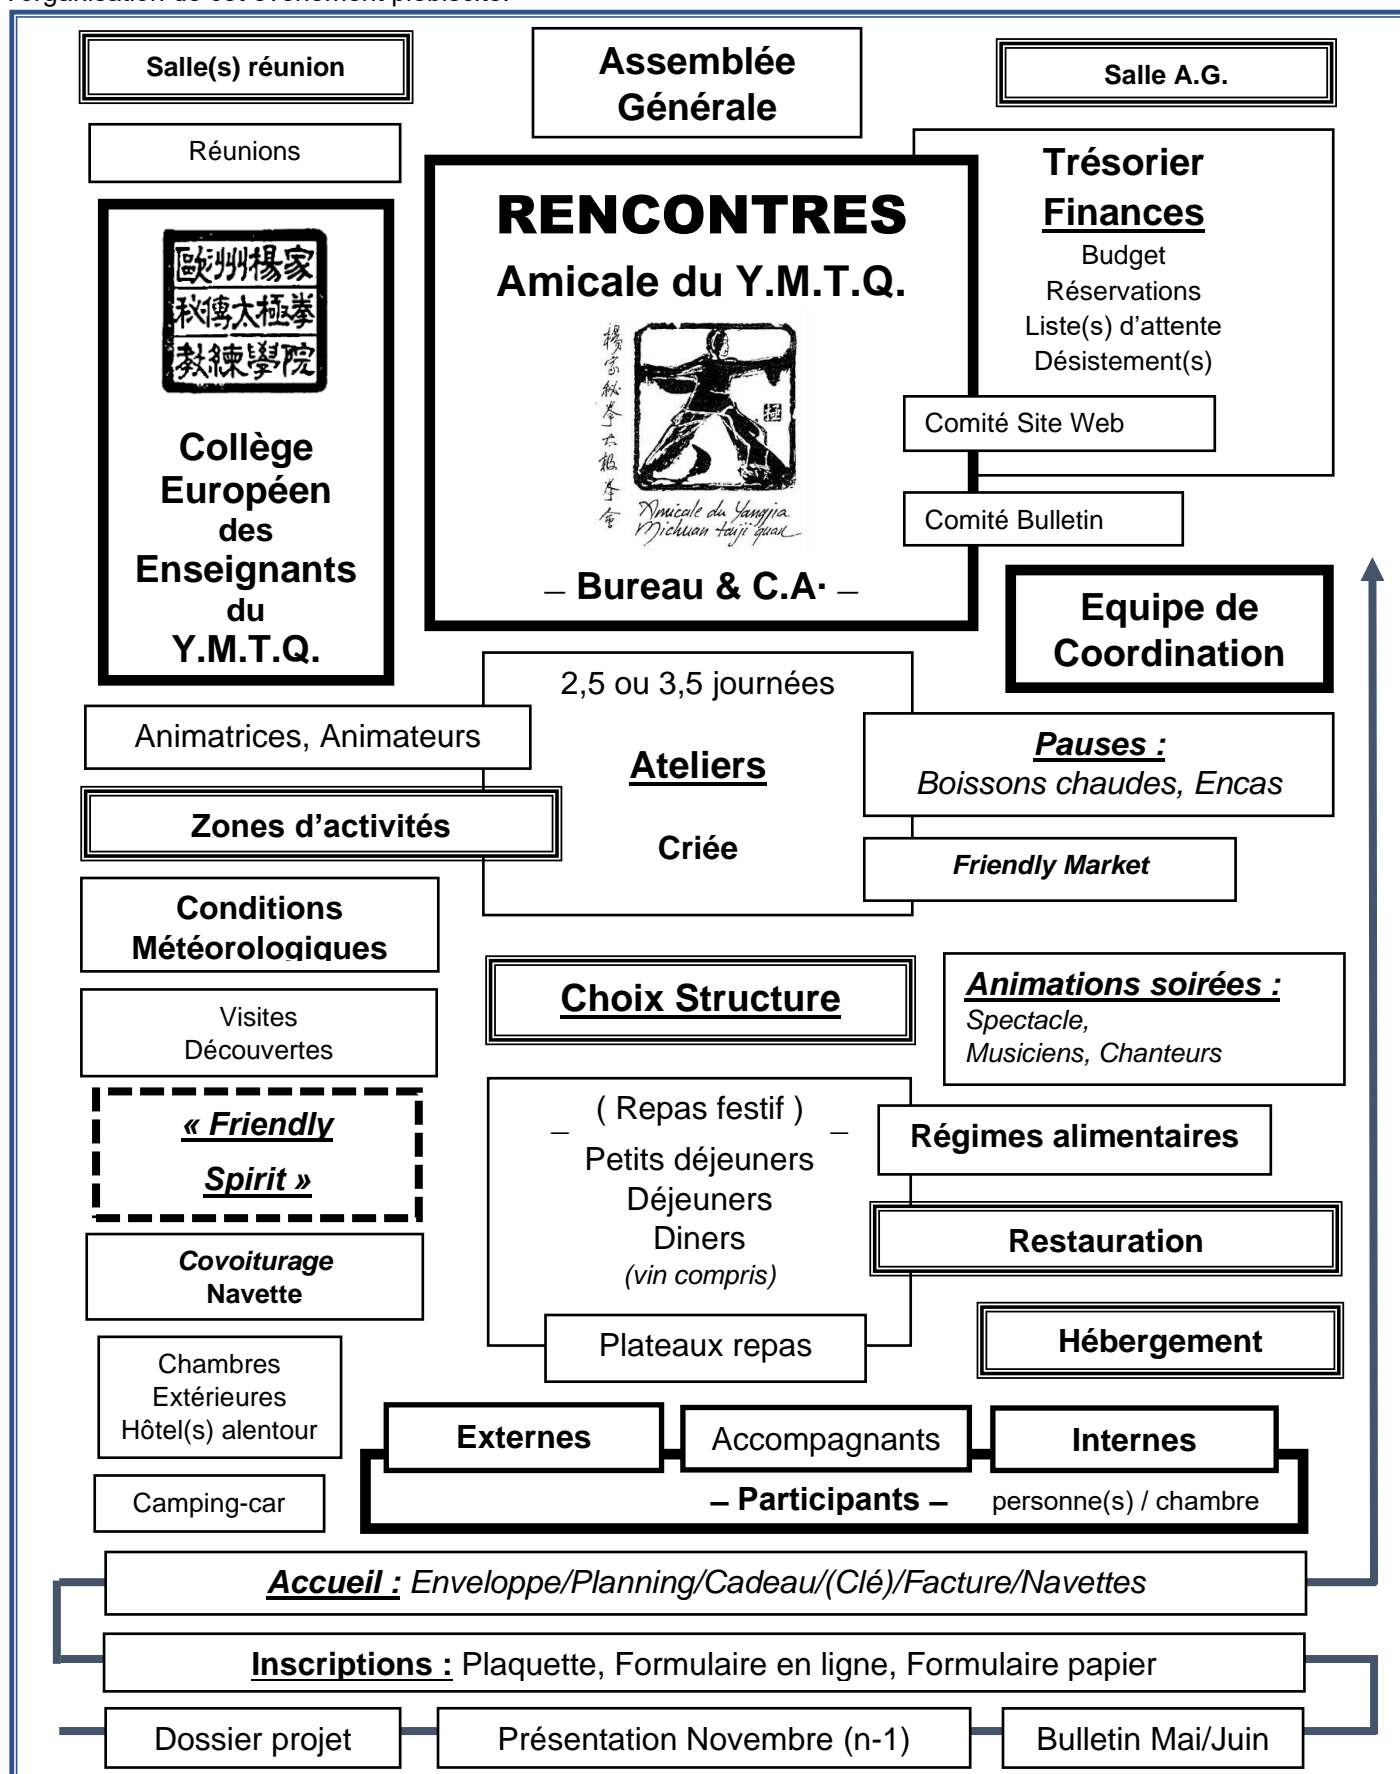 l'organisation de cet évènement plébiscité.
Salle(s) réunion
Assemblée
Générale
Salle A.G.
Réunions
RENCONTRES
Amicale du Y.M.T.Q.
Trésorier
Finances
Budget
Réservations
Liste(s) d'attente
Désistement(s)
歐洲楊家
秘傳太極拳
教練學院
Collège
Européen
des
Enseignants
du
Y.M.T.Q.
Amicale du Yangjia
Michuan taiji quan
– Bureau & C.A. –
Comité Site Web
Comité Bulletin
Equipe de
Coordination
2,5 ou 3,5 journées
Ateliers
Criée
Animatrices, Animateurs
Zones d'activités
Pauses :
Boissons chaudes, Encas
Friendly Market
Conditions
Météorologiques
Visites
Découvertes
Choix Structure
Animations soirées :
Spectacle,
Musiciens, Chanteurs
« Friendly
Spirit »
_ ( Repas festif ) _
Petits déjeuners
Déjeuners
Diners
(vin compris)
Plateaux repas
Régimes alimentaires
Restauration
Hébergement
Covoiturage
Navette
Chambres
Extérieures
Hôtel(s) alentour
Camping-car
Externes
Accompagnants
Internes
– Participants –
personne(s) / chambre
Accueil : Enveloppe/Planning/Cadeau/(Clé)/Facture/Navettes
Inscriptions : Plaquette, Formulaire en ligne, Formulaire papier
Dossier projet
Présentation Novembre (n-1)
Bulletin Mai/Juin